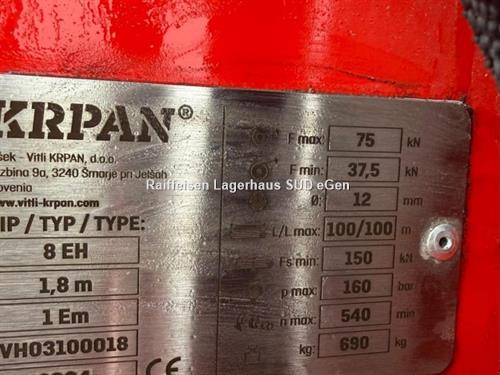 KRPAN®
šek - Vitli KRPAN, d.o.o.
zbina 9a, 3240 Šmarje pri Jelšah
ovenia
www.vitli-krpan.com
IP / TYP / TYPE:
8 EH
1,8 m
1 Em
VH03100018
CE
F max: 75 kN
F min: 37,5 kN
Ø: 12 mm
L/L max: 100/100 m
Fs min: 150 kN
p max: 160 bar
n max: 540 min
kg: 690 kg
Raiffeisen Lagerhaus SÜD eGen